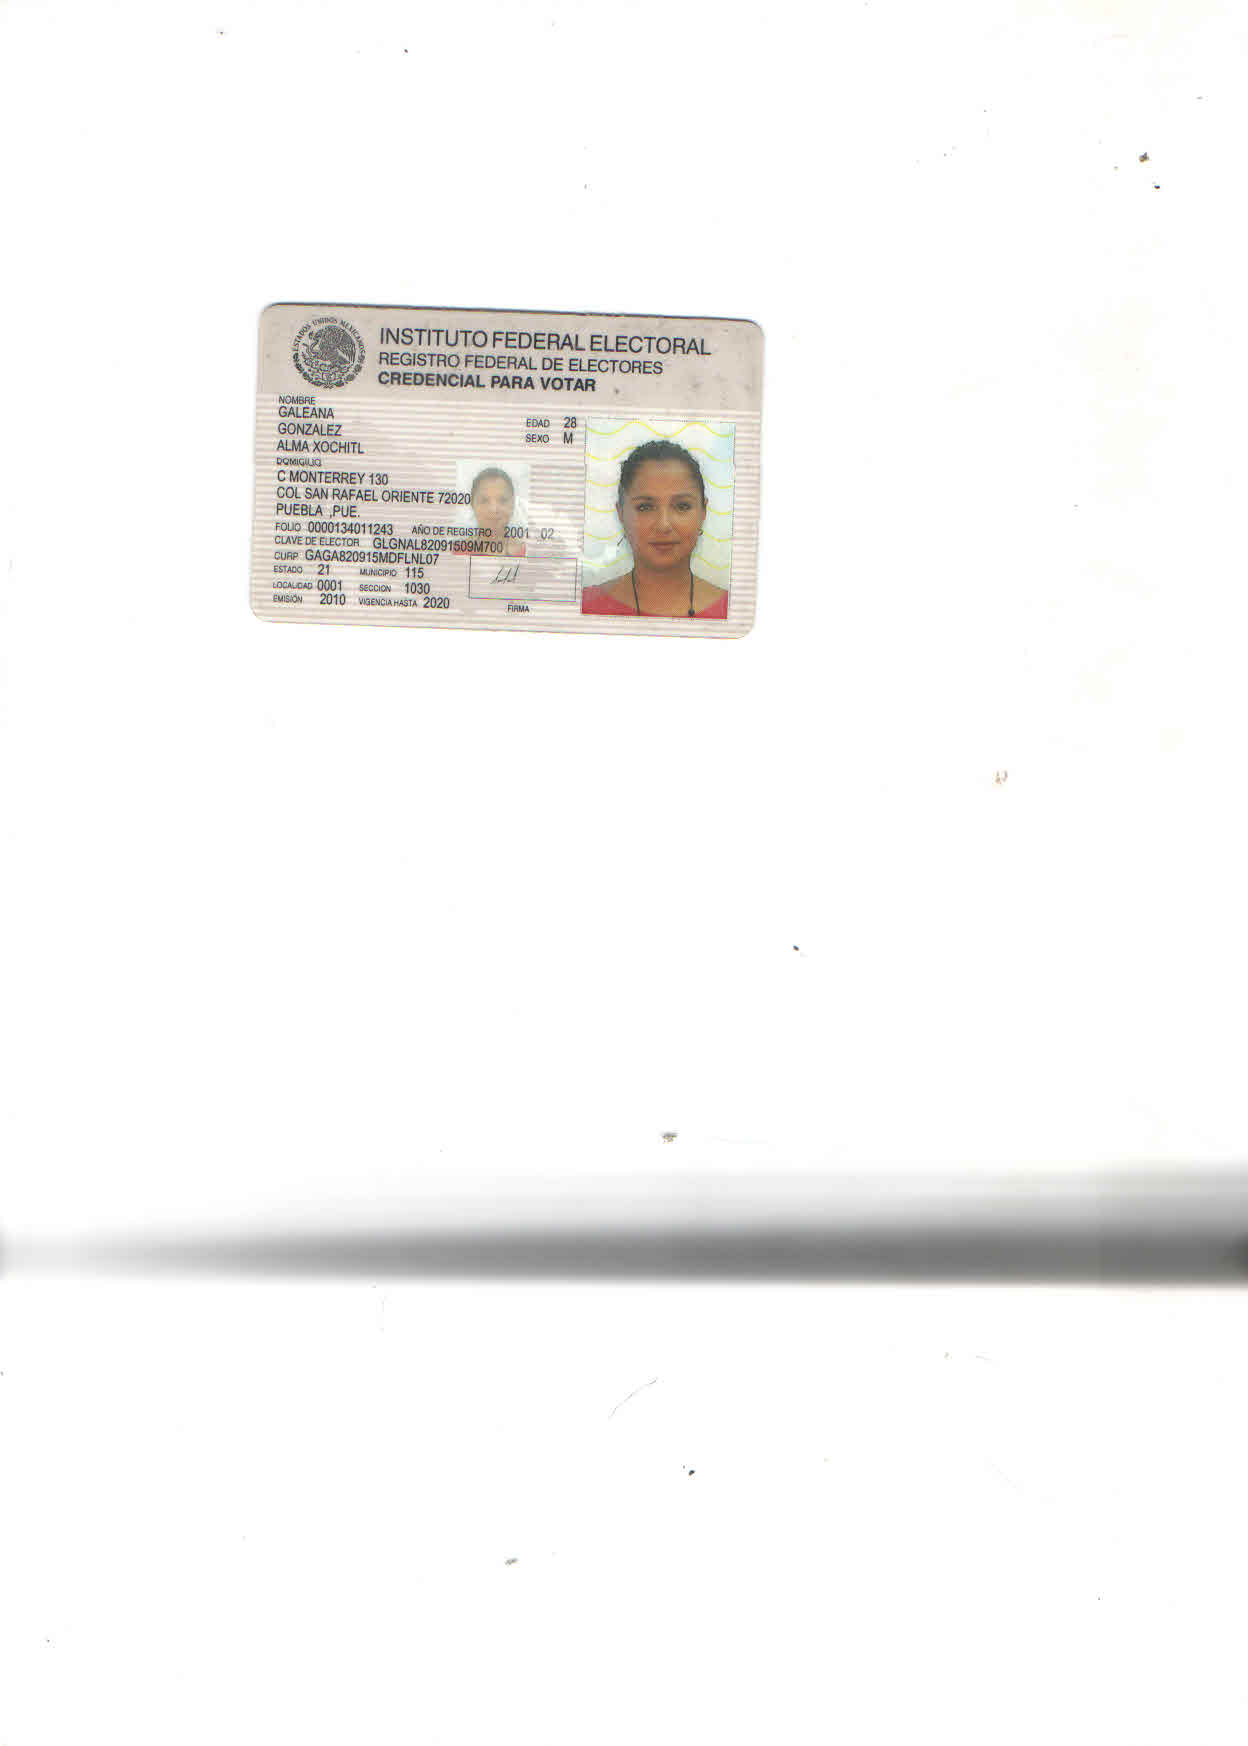 ESTADOS UNIDOS MEXICANOS
INSTITUTO FEDERAL ELECTORAL
REGISTRO FEDERAL DE ELECTORES
CREDENCIAL PARA VOTAR
NOMBRE
GALEANA
GONZALEZ
ALMA XOCHITL
EDAD 28
SEXO M
DOMICILIO
C MONTERREY 130
COL SAN RAFAEL ORIENTE 72020
PUEBLA ,PUE.
FOLIO 0000134011243 AÑO DE REGISTRO 2001 02
CLAVE DE ELECTOR GLGNAL82091509M700
CURP GAGA820915MDFLNL07
ESTADO 21 MUNICIPIO 115
LOCALIDAD 0001 SECCION 1030
EMISIÓN 2010 VIGENCIA HASTA 2020
FIRMA